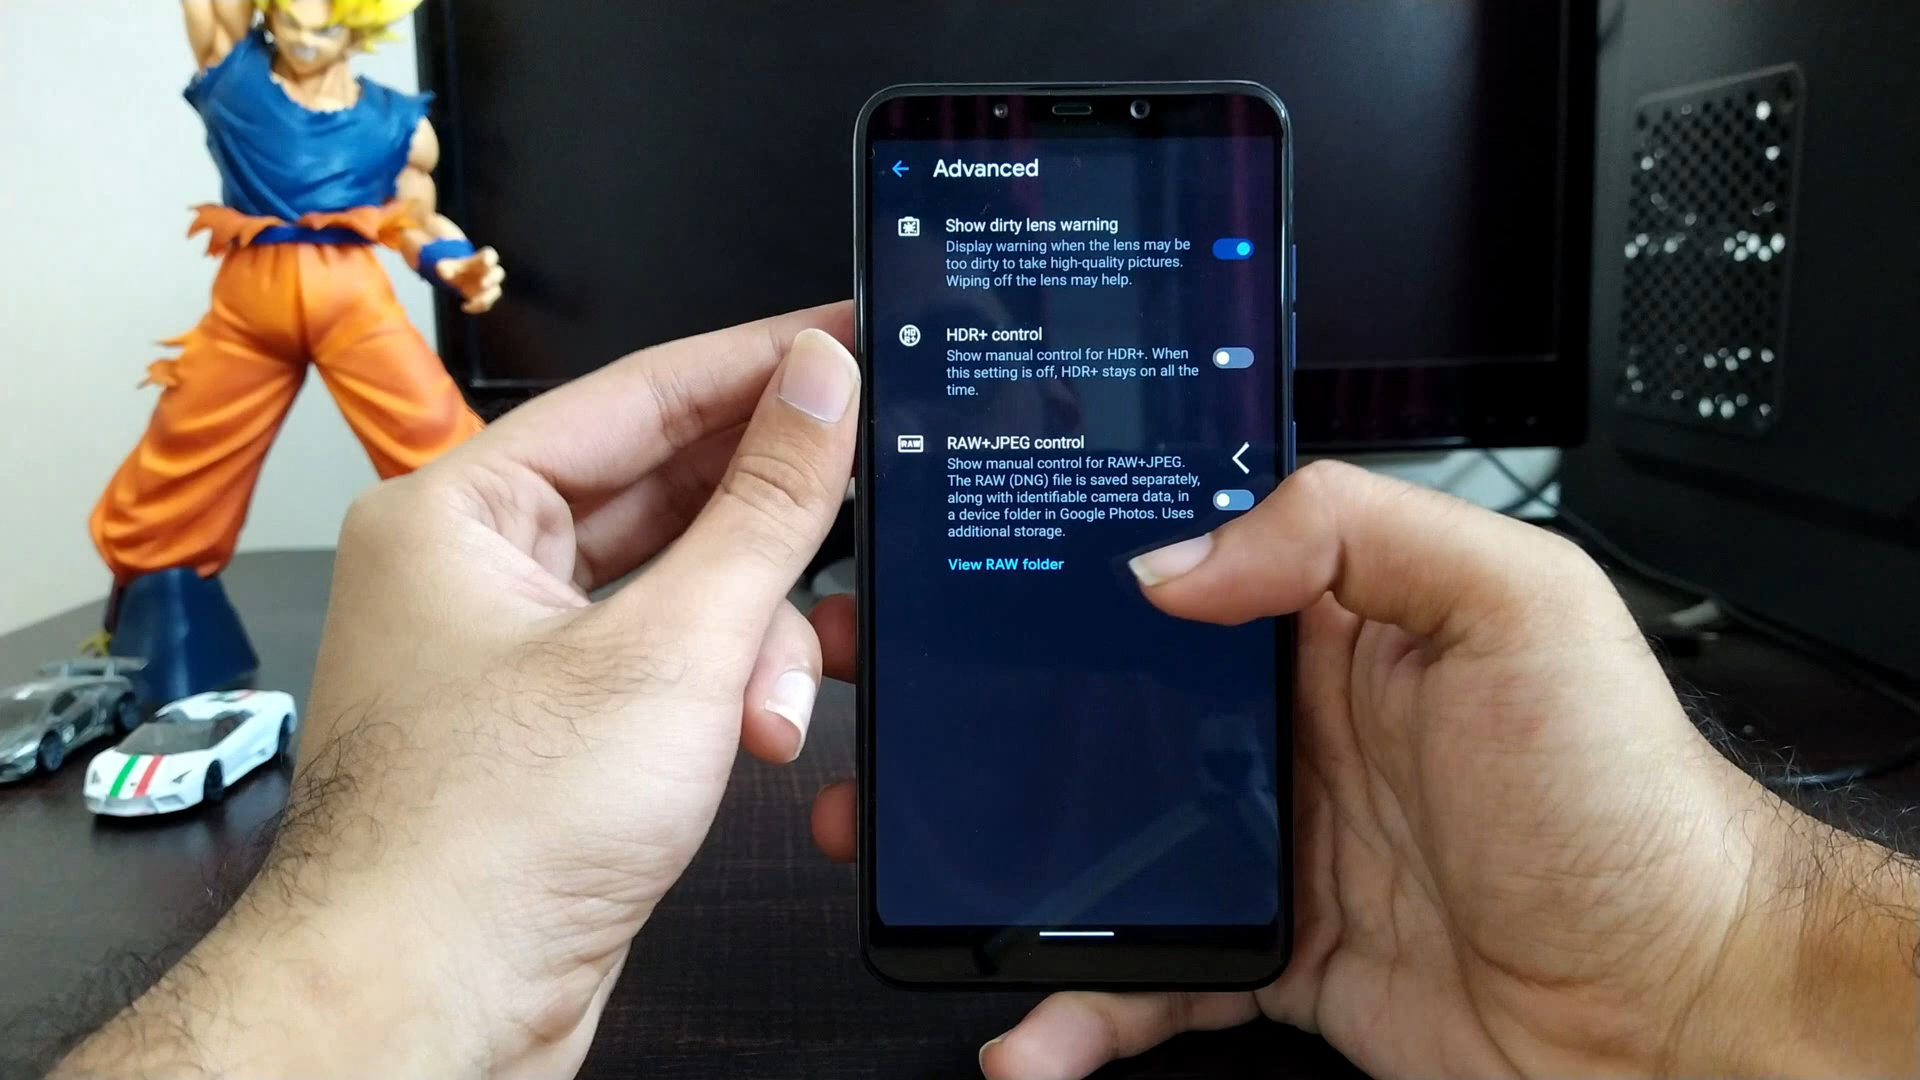 Advanced
Show dirty lens warning
Display warning when the lens may be
too dirty to take high-quality pictures.
Wiping off the lens may help.
HD
R+
HDR+ control
Show manual control for HDR+. When
this setting is off, HDR+ stays on all the
time.
RAW
RAW+JPEG control
Show manual control for RAW+JPEG.
The RAW (DNG) file is saved separately,
along with identifiable camera data, in
a device folder in Google Photos. Uses
additional storage.
View RAW folder